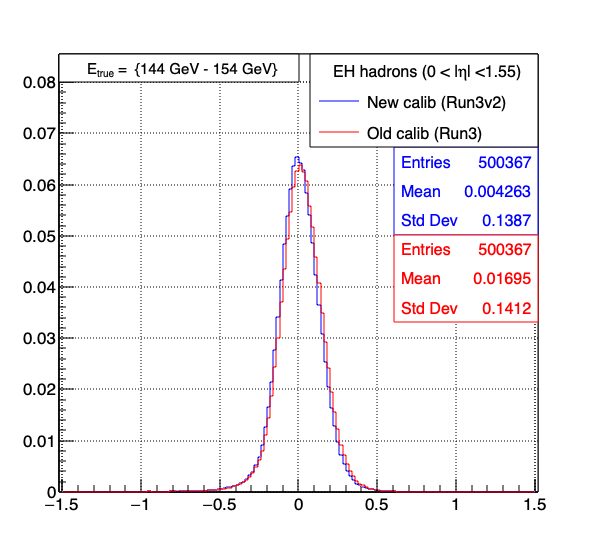 E_true = {144 GeV - 154 GeV}
EH hadrons (0 < |η| <1.55)
New calib (Run3v2)
Old calib (Run3)
Entries 500367
Mean 0.004263
Std Dev 0.1387
Entries 500367
Mean 0.01695
Std Dev 0.1412
0.08
0.07
0.06
0.05
0.04
0.03
0.02
0.01
0
−1.5 −1 −0.5 0 0.5 1 1.5